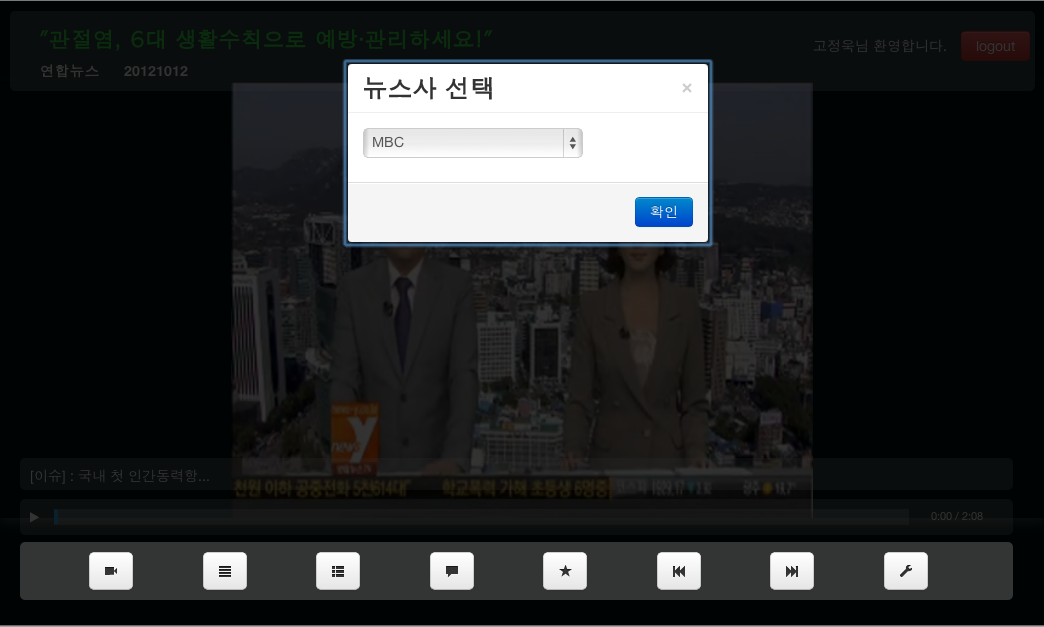 "관절염, 6대 생활수칙으로 예방·관리하세요!"
고정욱님 환영합니다.
logout
연합뉴스 20121012
뉴스사 선택
×
MBC
확인
news
[이슈] : 국내 첫 인간동력항...
천원 이하 공중전화 5천614대" 학교폭력 가해 초등생 6명중
0:00 / 2:08